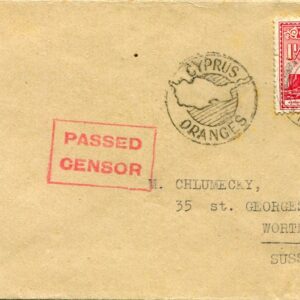 CYPRUS
ORANGES
PASSED
CENSOR
M. CHLUMECKY,
35 st. GEORGES
WORT
SUSS